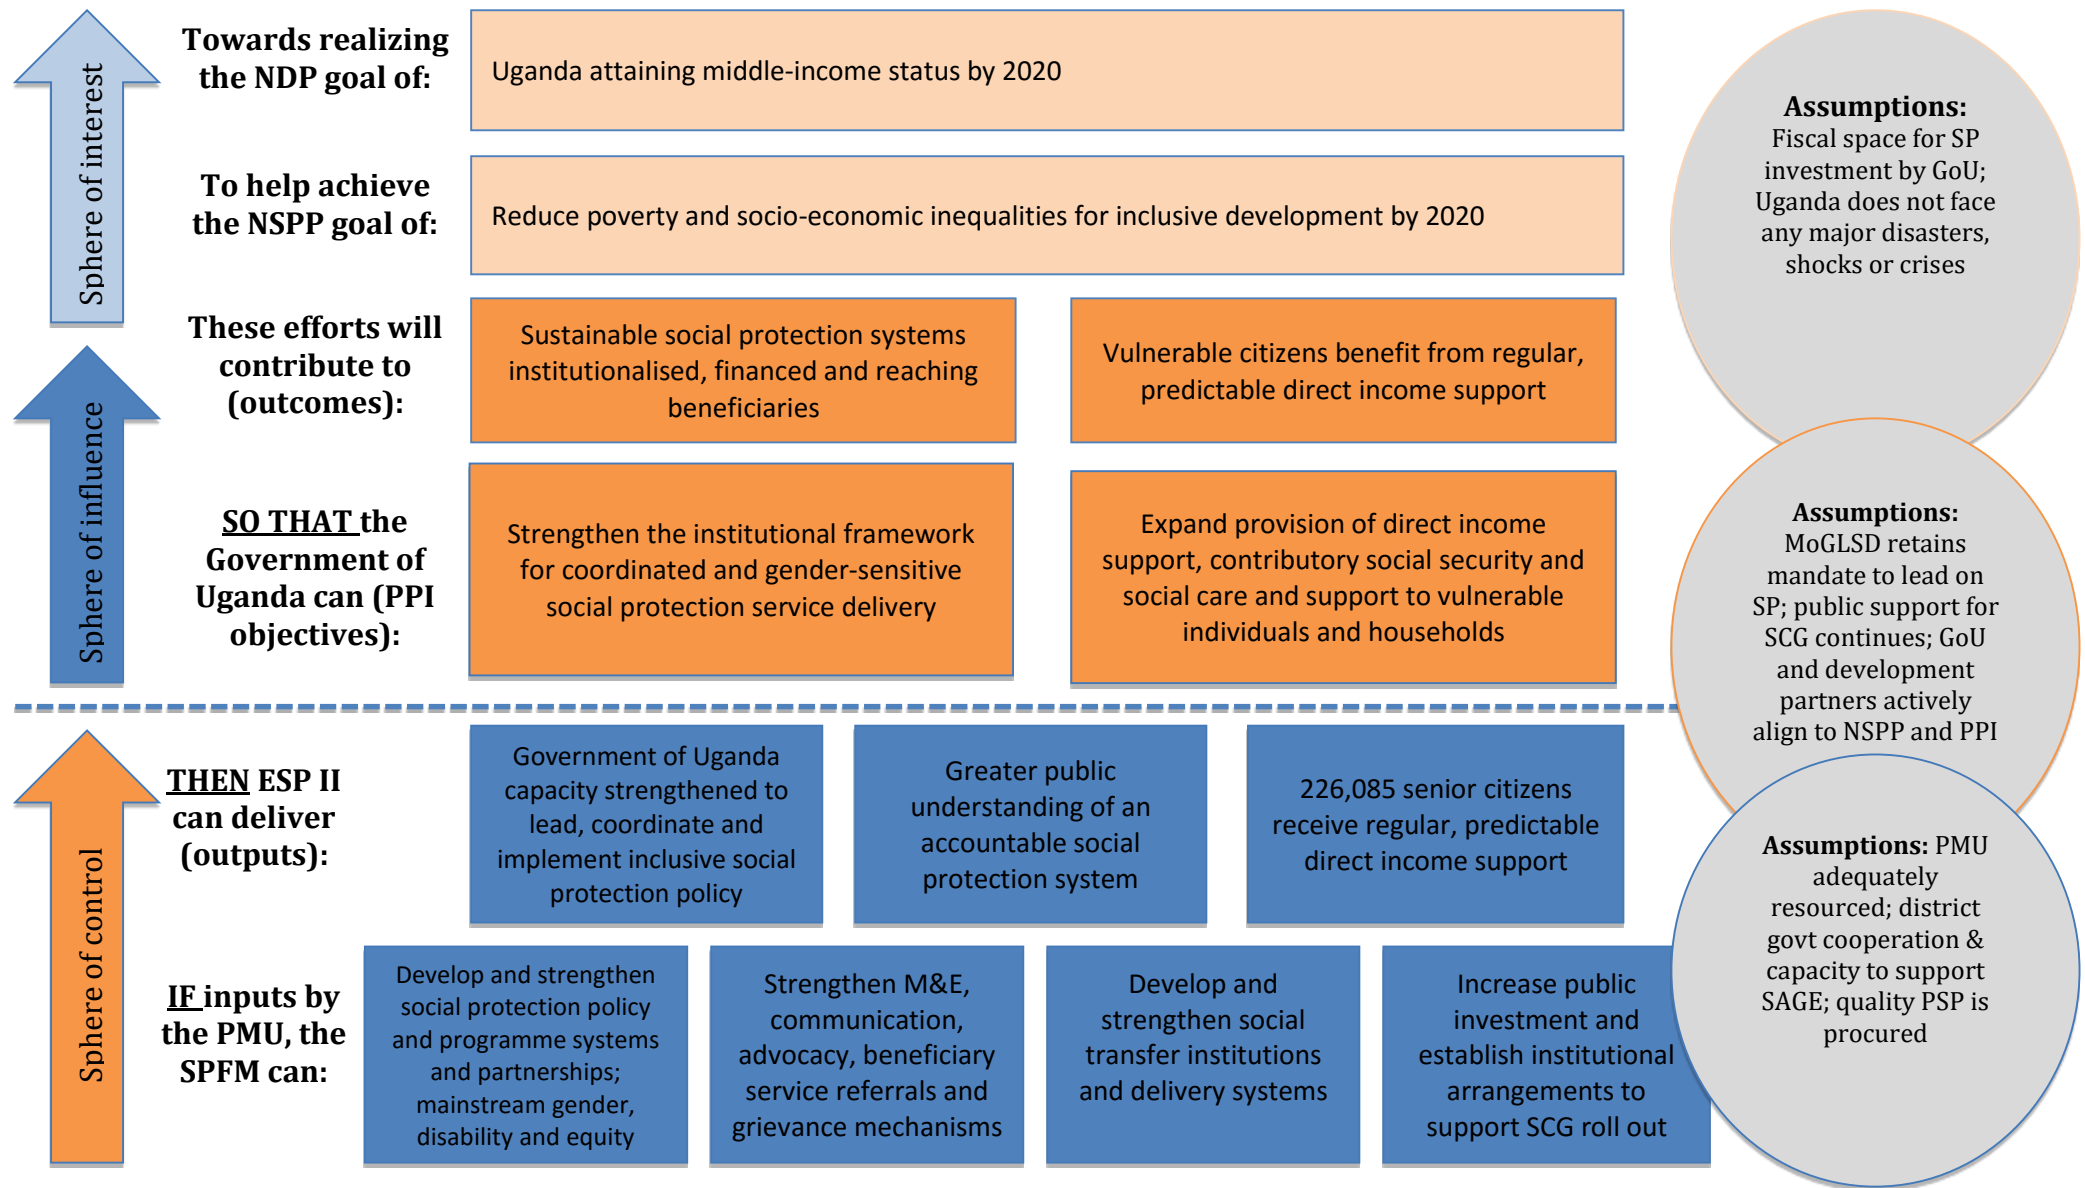 Sphere of interest
Towards realizing
the NDP goal of:
Uganda attaining middle-income status by 2020
To help achieve
the NSPP goal of:
Reduce poverty and socio-economic inequalities for inclusive development by 2020
Assumptions:
Fiscal space for SP
investment by GoU;
Uganda does not face
any major disasters,
shocks or crises
Sphere of influence
These efforts will
contribute to
(outcomes):
Sustainable social protection systems
institutionalised, financed and reaching
beneficiaries
Vulnerable citizens benefit from regular,
predictable direct income support
SO THAT the
Government of
Uganda can (PPI
objectives):
Strengthen the institutional framework
for coordinated and gender-sensitive
social protection service delivery
Expand provision of direct income
support, contributory social security and
social care and support to vulnerable
individuals and households
Assumptions:
MoGLSD retains
mandate to lead on
SP; public support for
SCG continues; GoU
and development
partners actively
align to NSPP and PPI
Sphere of control
THEN ESP II
can deliver
(outputs):
Government of Uganda
capacity strengthened to
lead, coordinate and
implement inclusive social
protection policy
Greater public
understanding of an
accountable social
protection system
226,085 senior citizens
receive regular, predictable
direct income support
IF inputs by
the PMU, the
SPFM can:
Develop and strengthen
social protection policy
and programme systems
and partnerships;
mainstream gender,
disability and equity
Strengthen M&E,
communication,
advocacy, beneficiary
service referrals and
grievance mechanisms
Develop and
strengthen social
transfer institutions
and delivery systems
Increase public
investment and
establish institutional
arrangements to
support SCG roll out
Assumptions: PMU
adequately
resourced; district
govt cooperation &
capacity to support
SAGE; quality PSP is
procured